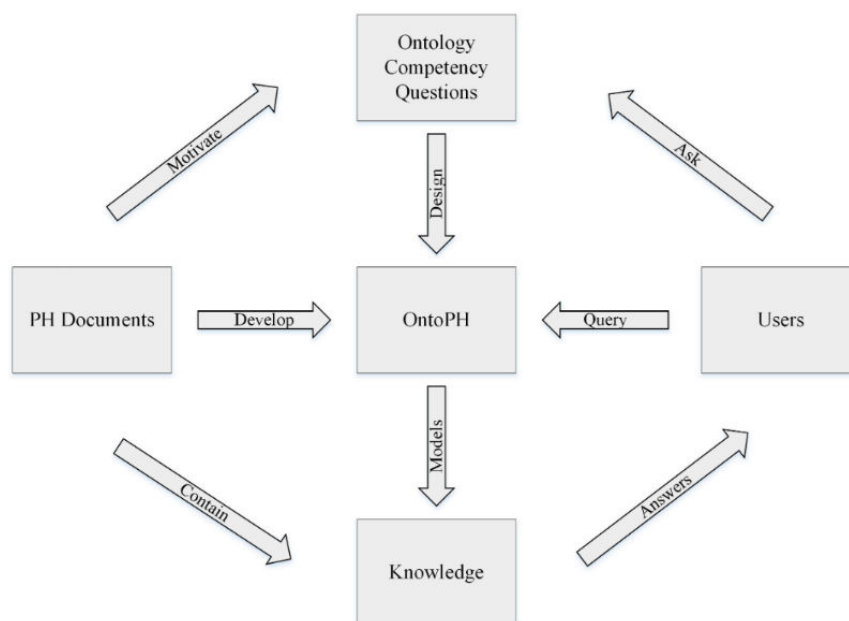 Ontology
Competency
Questions
Motivate
Ask
Design
PH Documents
Develop
OntoPH
Query
Users
Models
Contain
Answers
Knowledge